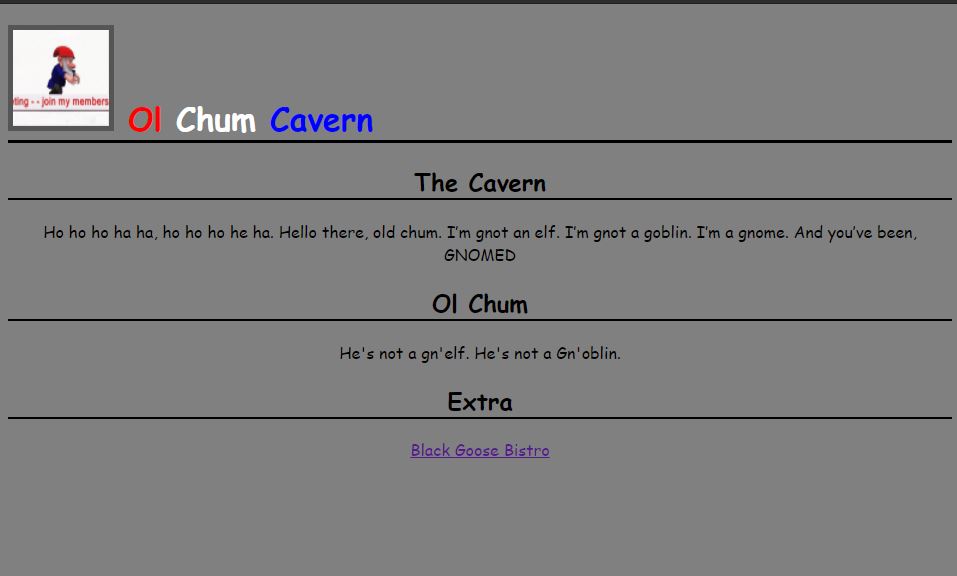 ting - - join my members
Ol Chum Cavern
The Cavern
Ho ho ho ha ha, ho ho ho he ha. Hello there, old chum. I’m gnot an elf. I’m gnot a goblin. I’m a gnome. And you’ve been,
GNOMED
Ol Chum
He's not a gn'elf. He's not a Gn'oblin.
Extra
Black Goose Bistro